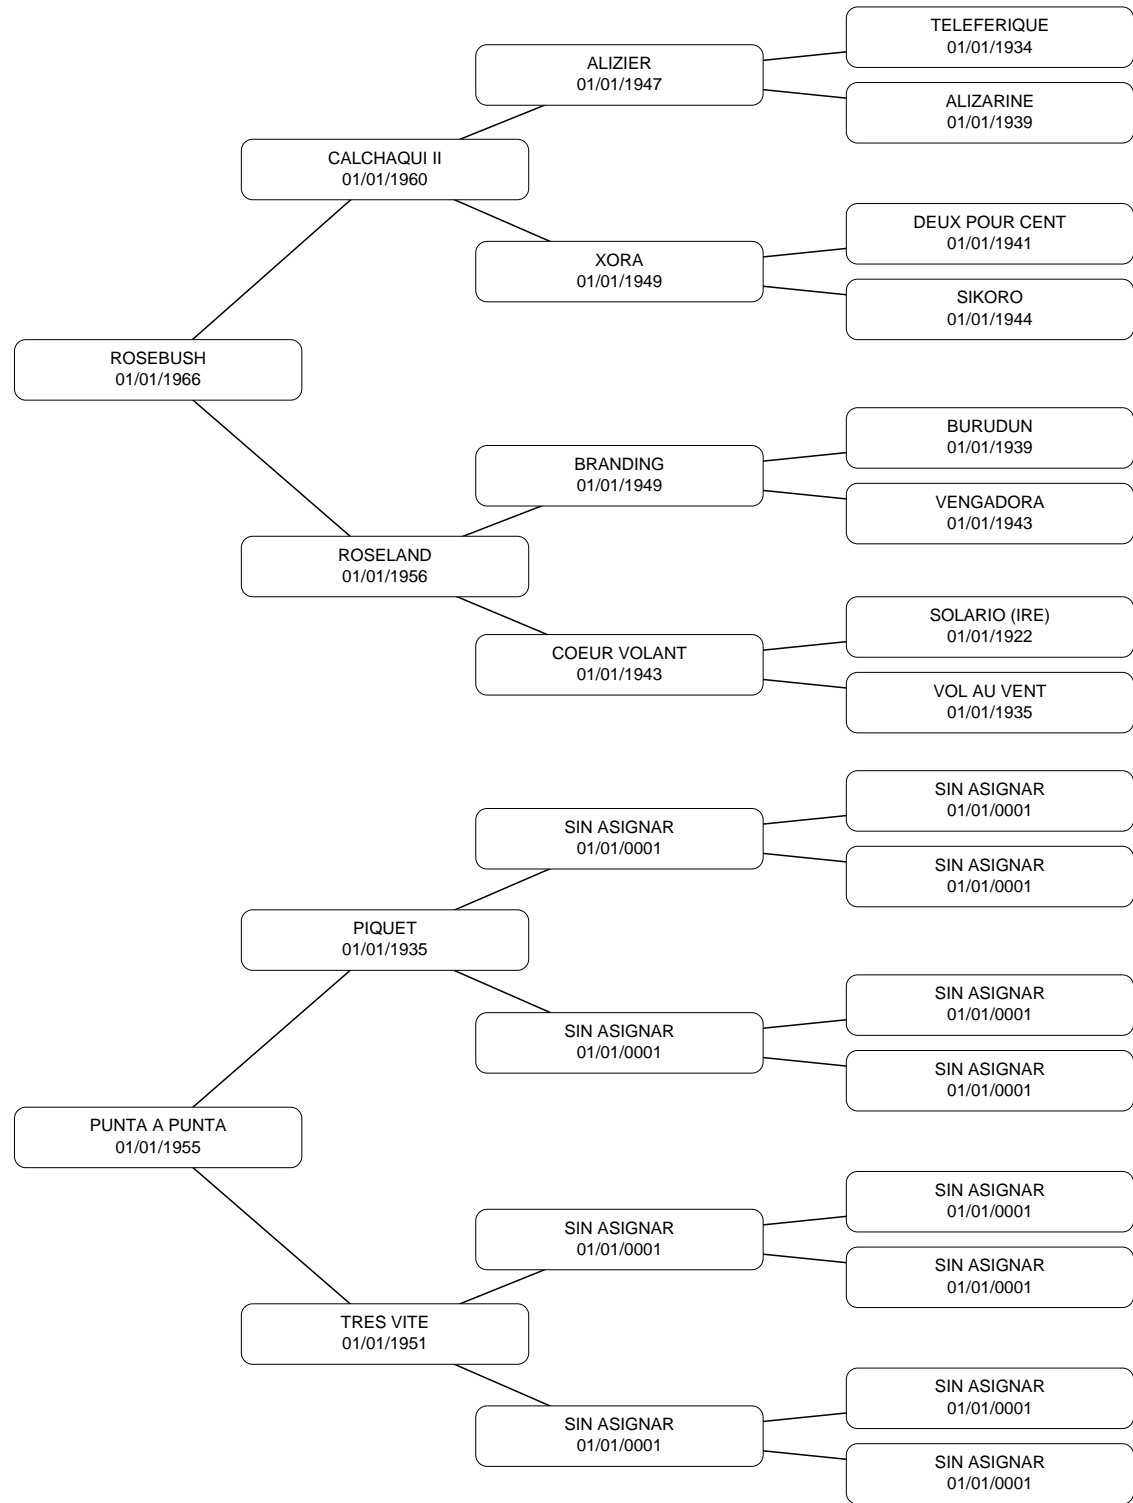 TELEFERIQUE
01/01/1934
ALIZIER
01/01/1947
ALIZARINE
01/01/1939
CALCHAQUI II
01/01/1960
DEUX POUR CENT
01/01/1941
XORA
01/01/1949
SIKORO
01/01/1944
ROSEBUSH
01/01/1966
BURUDUN
01/01/1939
BRANDING
01/01/1949
VENGADORA
01/01/1943
ROSELAND
01/01/1956
SOLARIO (IRE)
01/01/1922
COEUR VOLANT
01/01/1943
VOL AU VENT
01/01/1935
SIN ASIGNAR
01/01/0001
SIN ASIGNAR
01/01/0001
SIN ASIGNAR
01/01/0001
PIQUET
01/01/1935
SIN ASIGNAR
01/01/0001
SIN ASIGNAR
01/01/0001
SIN ASIGNAR
01/01/0001
PUNTA A PUNTA
01/01/1955
SIN ASIGNAR
01/01/0001
SIN ASIGNAR
01/01/0001
SIN ASIGNAR
01/01/0001
TRES VITE
01/01/1951
SIN ASIGNAR
01/01/0001
SIN ASIGNAR
01/01/0001
SIN ASIGNAR
01/01/0001